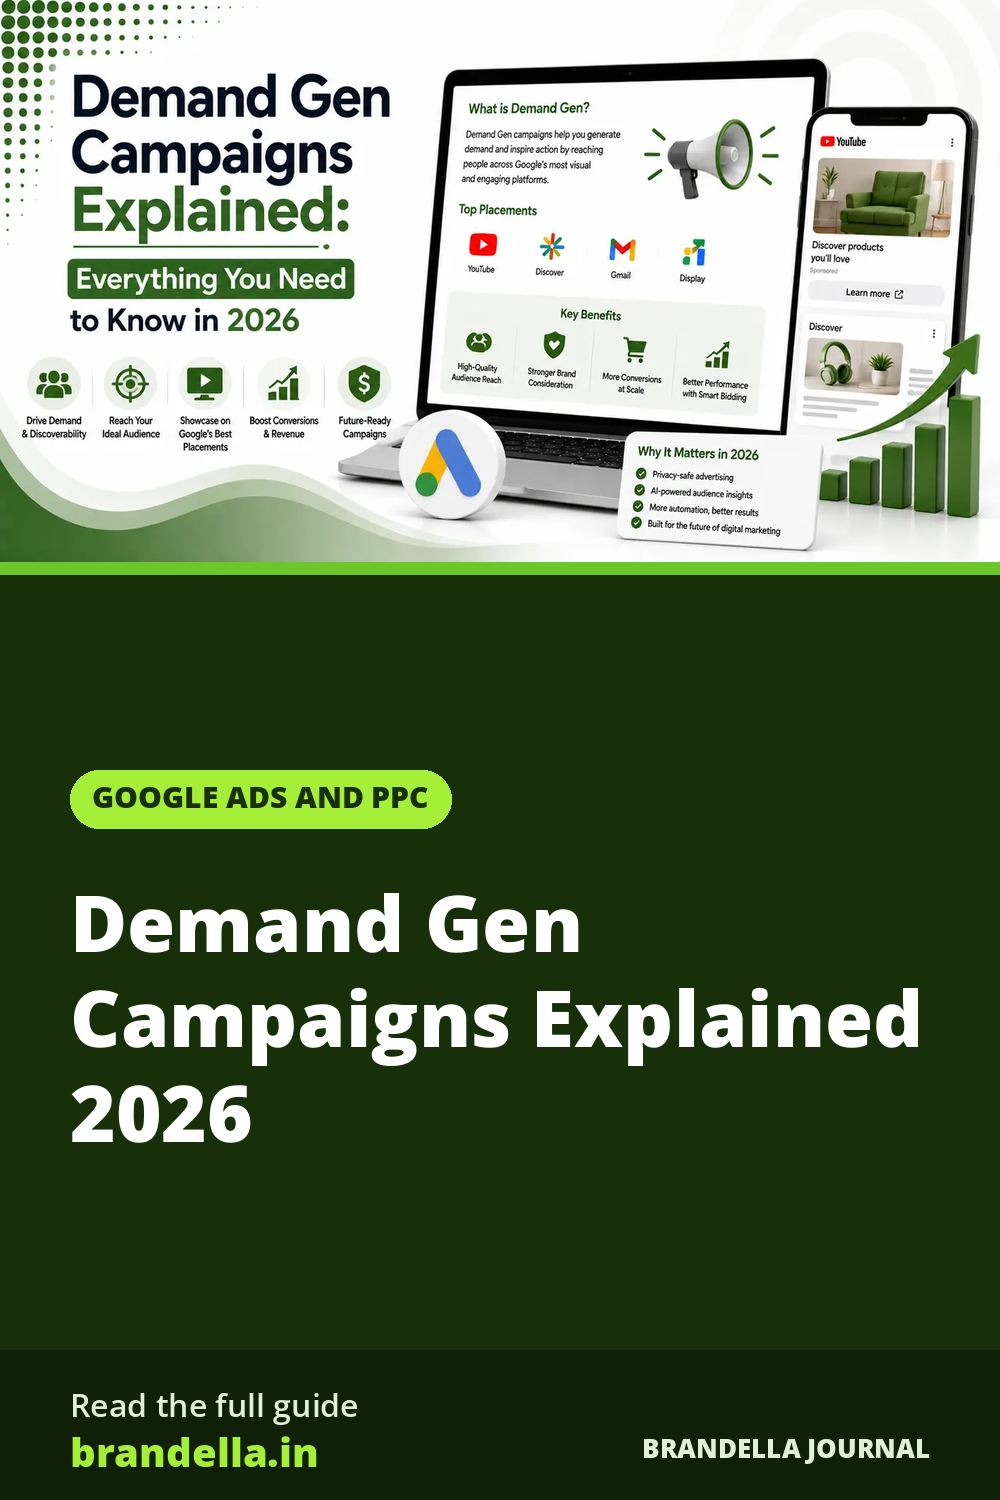 Demand Gen
Campaigns
Explained:
Everything You Need
to Know in 2026
Drive Demand
& Discoverability
Reach Your
Ideal Audience
Showcase on
Google's Best
Placements
Boost Conversions
& Revenue
Future-Ready
Campaigns
What is Demand Gen?
Demand Gen campaigns help you generate
demand and inspire action by reaching
people across Google's most visual
and engaging platforms.
Top Placements
YouTube
Discover
Gmail
Display
Key Benefits
High-Quality
Audience Reach
Stronger Brand
Consideration
More Conversions
at Scale
Better Performance
with Smart Bidding
YouTube
Discover products
you'll love
Sponsored
Learn more
Discover
Why It Matters in 2026
Privacy-safe advertising
AI-powered audience insights
More automation, better results
Built for the future of digital marketing
GOOGLE ADS AND PPC
Demand Gen
Campaigns Explained
2026
Read the full guide
brandella.in
BRANDELLA JOURNAL